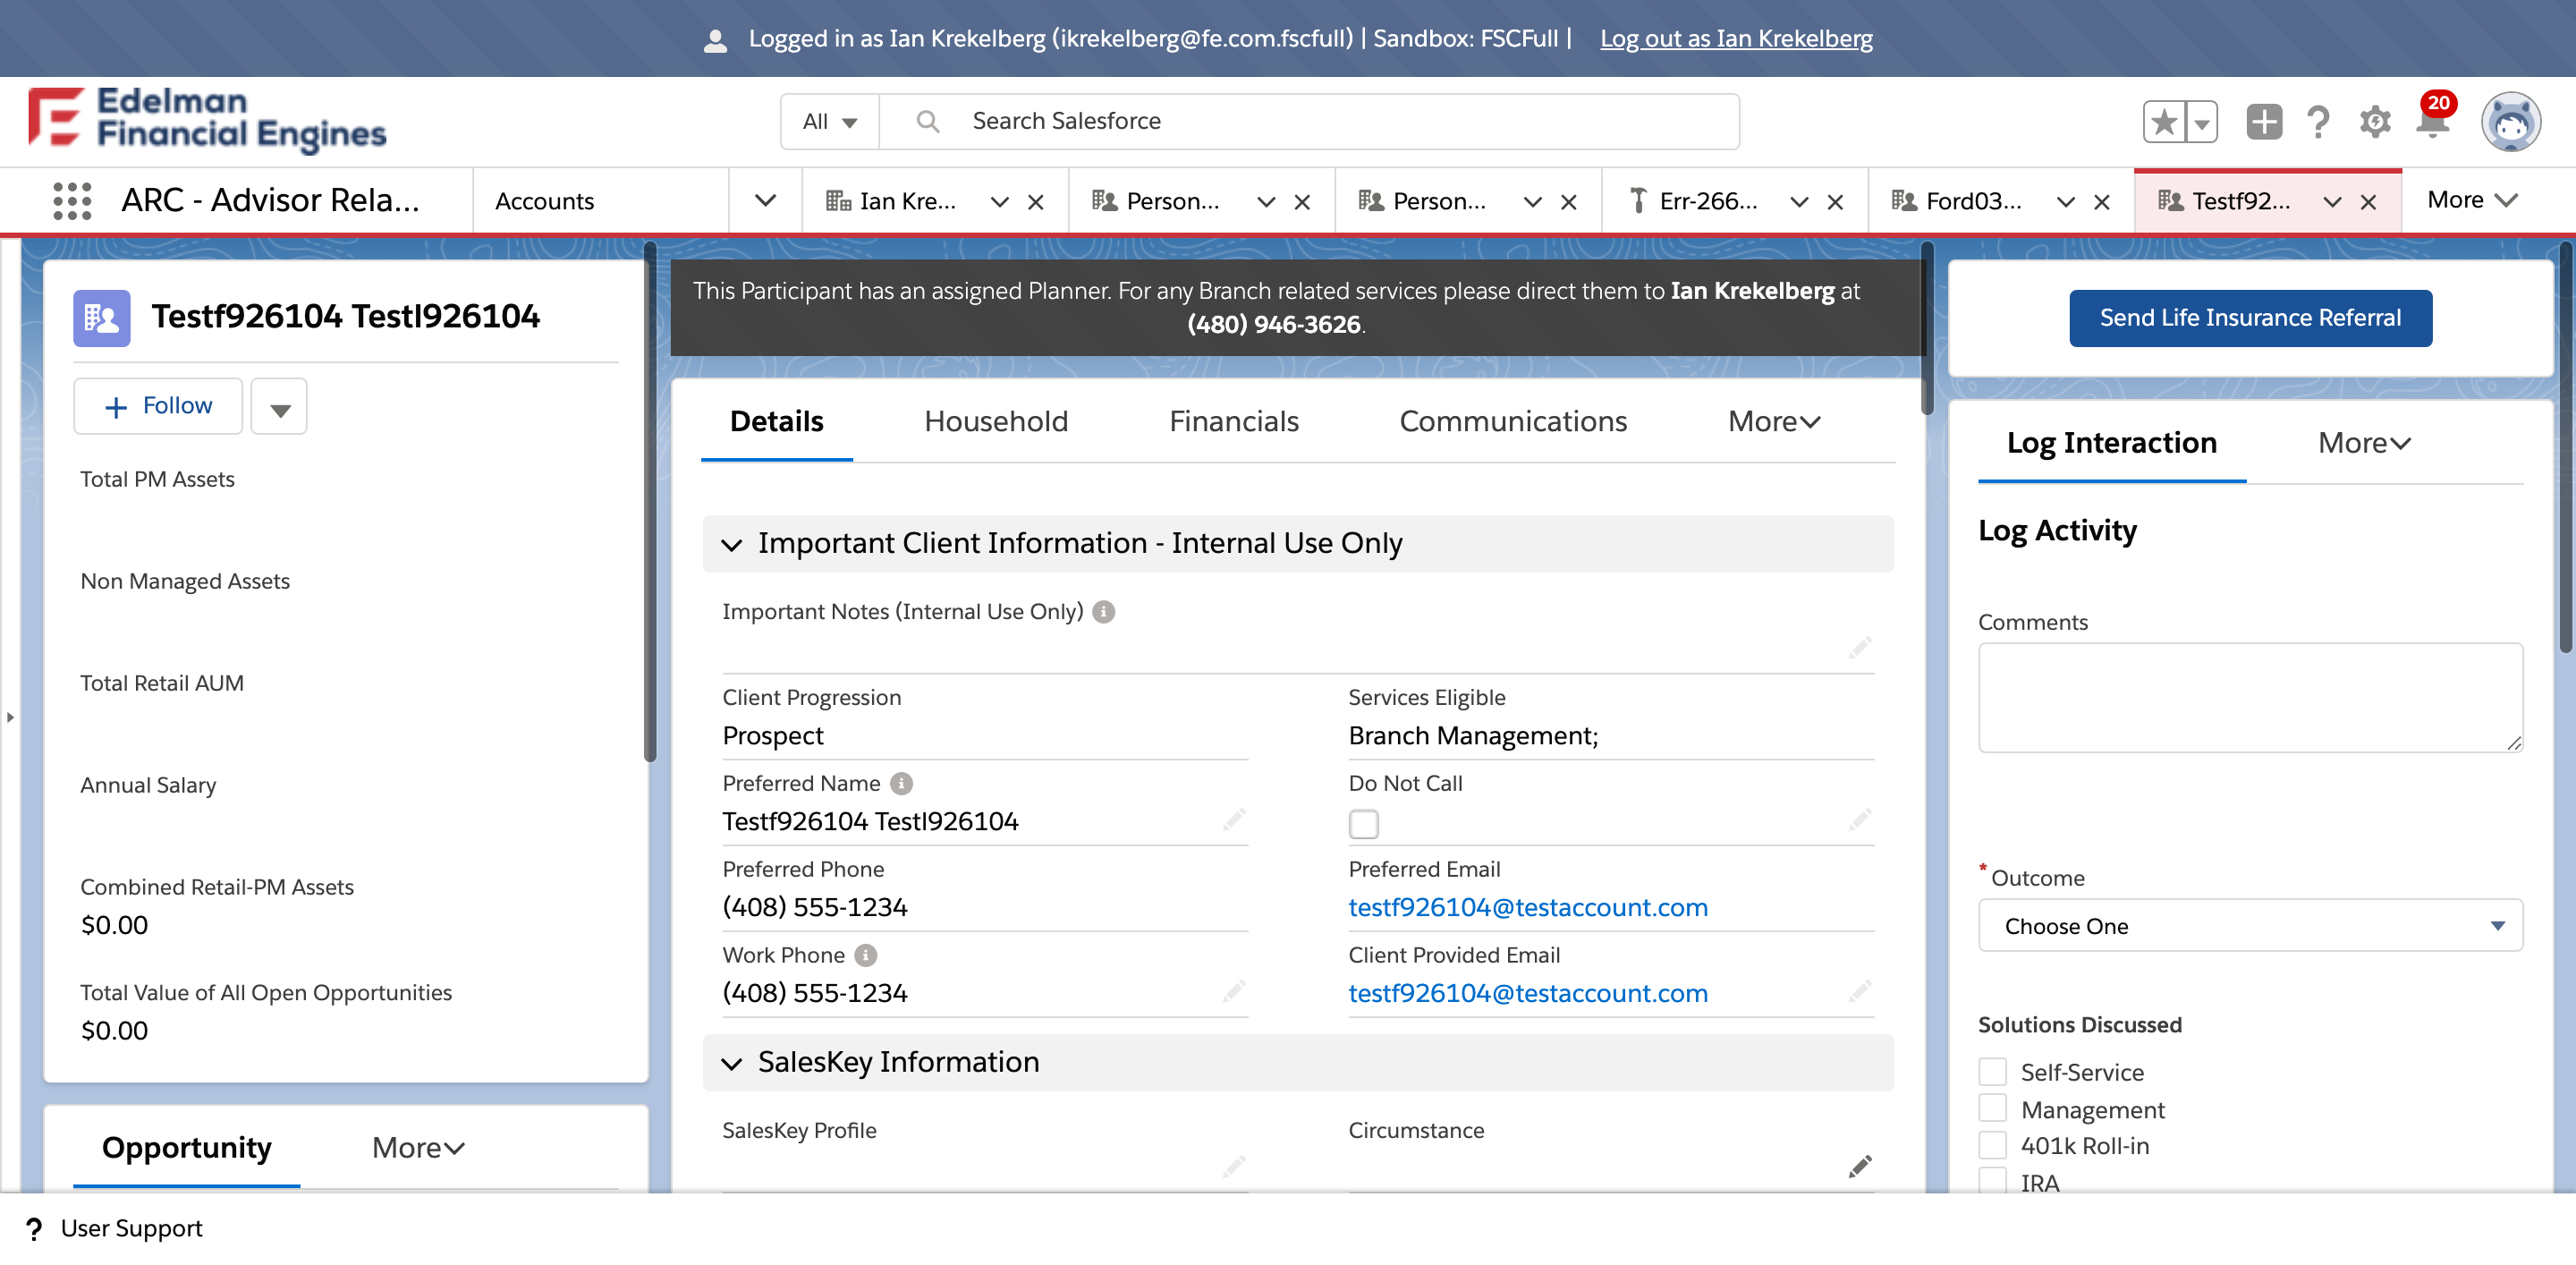 Logged in as Ian Krekelberg (ikrekelberg@fe.com.fscfull) | Sandbox: FSCFull | Log out as Ian Krekelberg
Edelman
Financial Engines
All
Search Salesforce
20
ARC - Advisor Rela...
Accounts
Ian Kre...
Person...
Person...
Err-266...
Ford03...
Testf92...
More
Testf926104 Testl926104
Follow
Total PM Assets
Non Managed Assets
Total Retail AUM
Annual Salary
Combined Retail-PM Assets
$0.00
Total Value of All Open Opportunities
$0.00
Opportunity
More
This Participant has an assigned Planner. For any Branch related services please direct them to Ian Krekelberg at
(480) 946-3626.
Details
Household
Financials
Communications
More
Important Client Information - Internal Use Only
Important Notes (Internal Use Only)
Client Progression
Prospect
Services Eligible
Branch Management;
Preferred Name
Testf926104 Testl926104
Do Not Call
Preferred Phone
(408) 555-1234
Preferred Email
testf926104@testaccount.com
Work Phone
(408) 555-1234
Client Provided Email
testf926104@testaccount.com
SalesKey Information
SalesKey Profile
Circumstance
Send Life Insurance Referral
Log Interaction
More
Log Activity
Comments
* Outcome
Choose One
Solutions Discussed
Self-Service
Management
401k Roll-in
IRA
? User Support